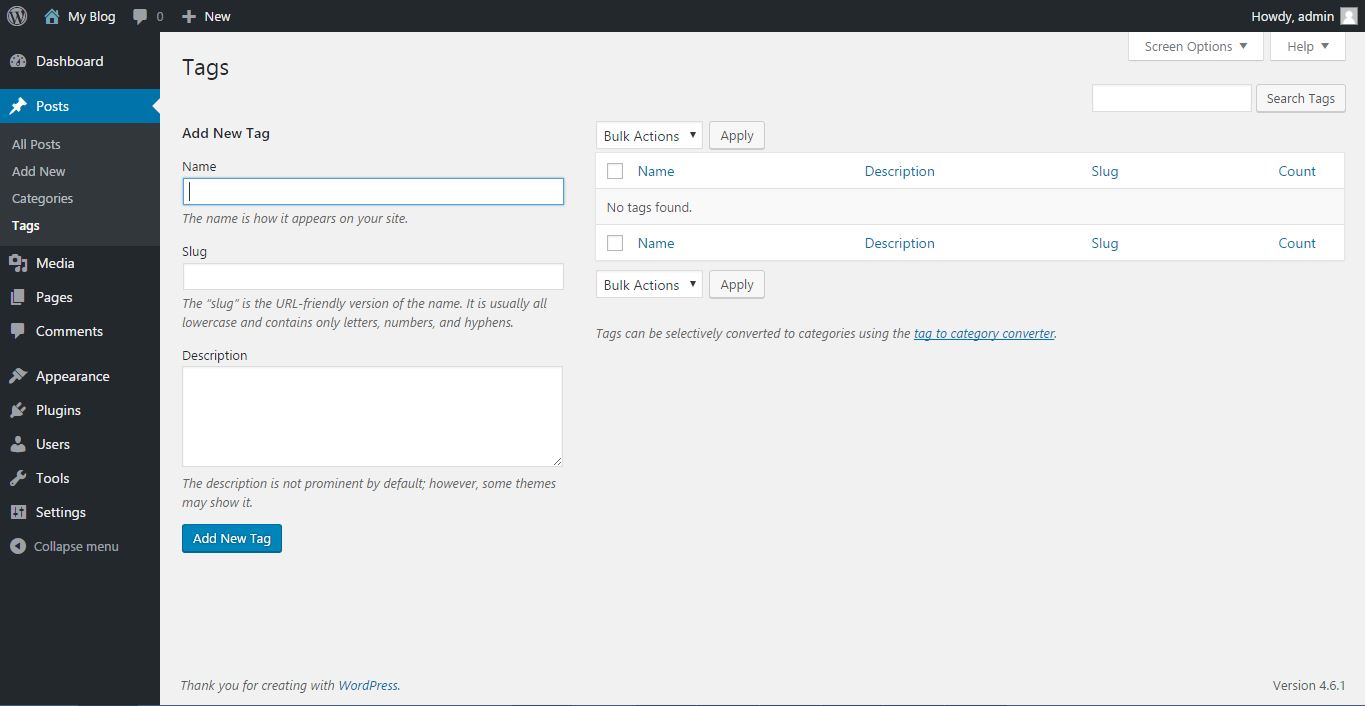 My Blog 0 New Howdy, admin
Screen Options Help
Dashboard
Posts
All Posts
Add New
Categories
Tags
Media
Pages
Comments
Appearance
Plugins
Users
Tools
Settings
Collapse menu
Tags
Search Tags
Add New Tag
Name
The name is how it appears on your site.
Slug
The "slug" is the URL-friendly version of the name. It is usually all
lowercase and contains only letters, numbers, and hyphens.
Description
The description is not prominent by default; however, some themes
may show it.
Add New Tag
Bulk Actions Apply
Name Description Slug Count
No tags found.
Name Description Slug Count
Bulk Actions Apply
Tags can be selectively converted to categories using the tag to category converter.
Thank you for creating with WordPress. Version 4.6.1